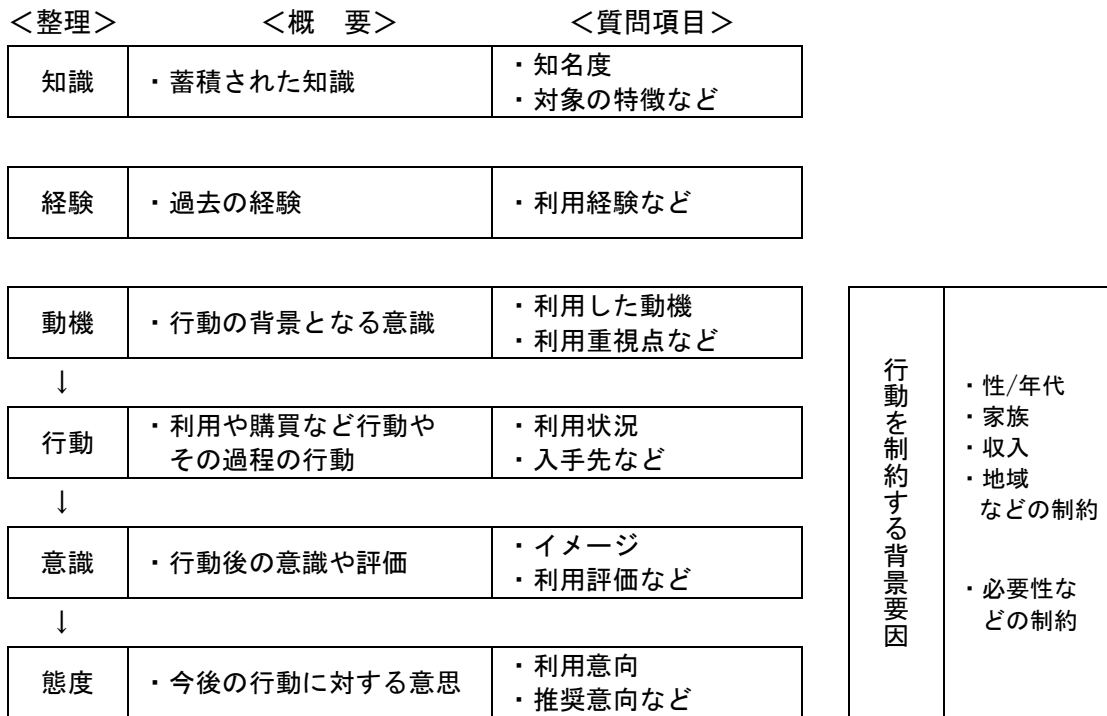 ＜整理＞　＜概　要＞　＜質問項目＞
知識　・蓄積された知識　・知名度
・対象の特徴など
経験　・過去の経験　・利用経験など
動機　・行動の背景となる意識　・利用した動機
・利用重視点など
↓
行動　・利用や購買など行動や
その過程の行動
・利用状況
・入手先など
↓
意識　・行動後の意識や評価　・イメージ
・利用評価など
↓
態度　・今後の行動に対する意思　・利用意向
・推奨意向など
行動を制約する背景要因
・性/年代
・家族
・収入
・地域
などの制約
・必要性な
どの制約